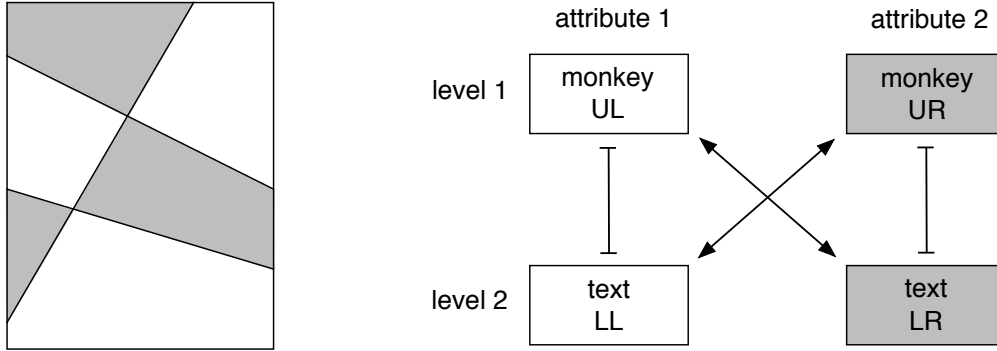 attribute 1
attribute 2
level 1
monkey
UL
monkey
UR
level 2
text
LL
text
LR